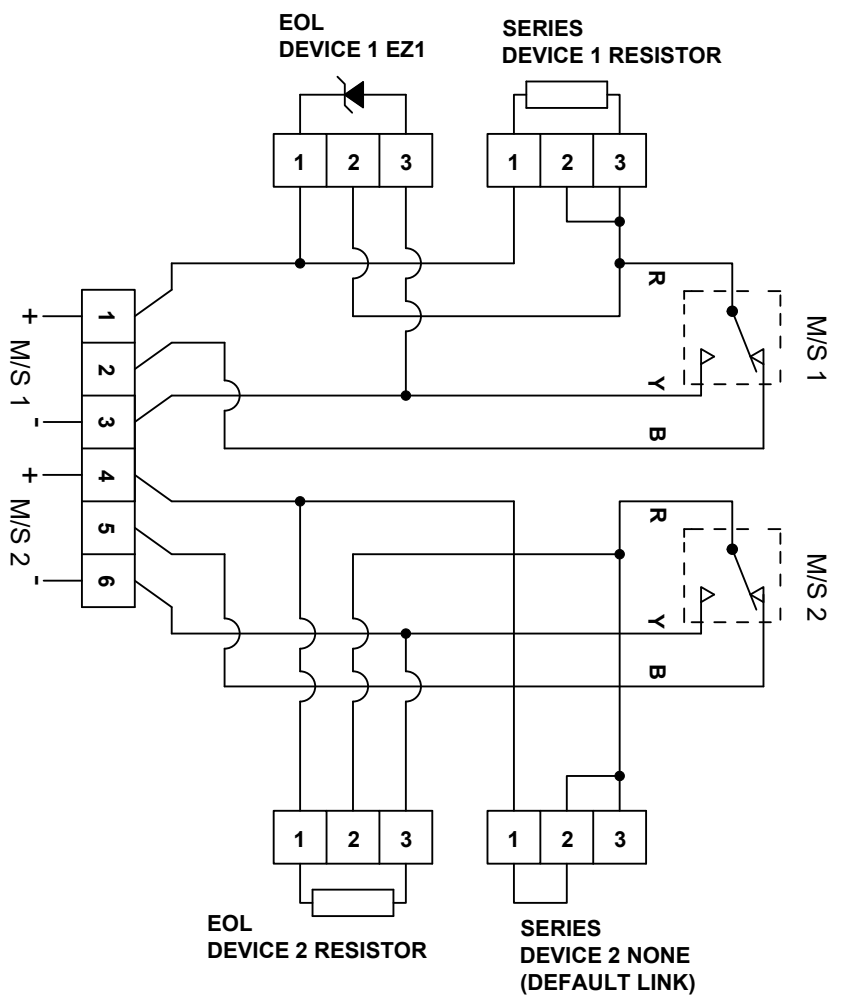 EOL
DEVICE 1 EZ1
SERIES
DEVICE 1 RESISTOR
1 2 3
1 2 3
R
Y
B
M/S 1
+
M/S 1
-
+
M/S 2
-
1
2
3
4
5
6
R
Y
B
M/S 2
1 2 3
1 2 3
EOL
DEVICE 2 RESISTOR
SERIES
DEVICE 2 NONE
(DEFAULT LINK)